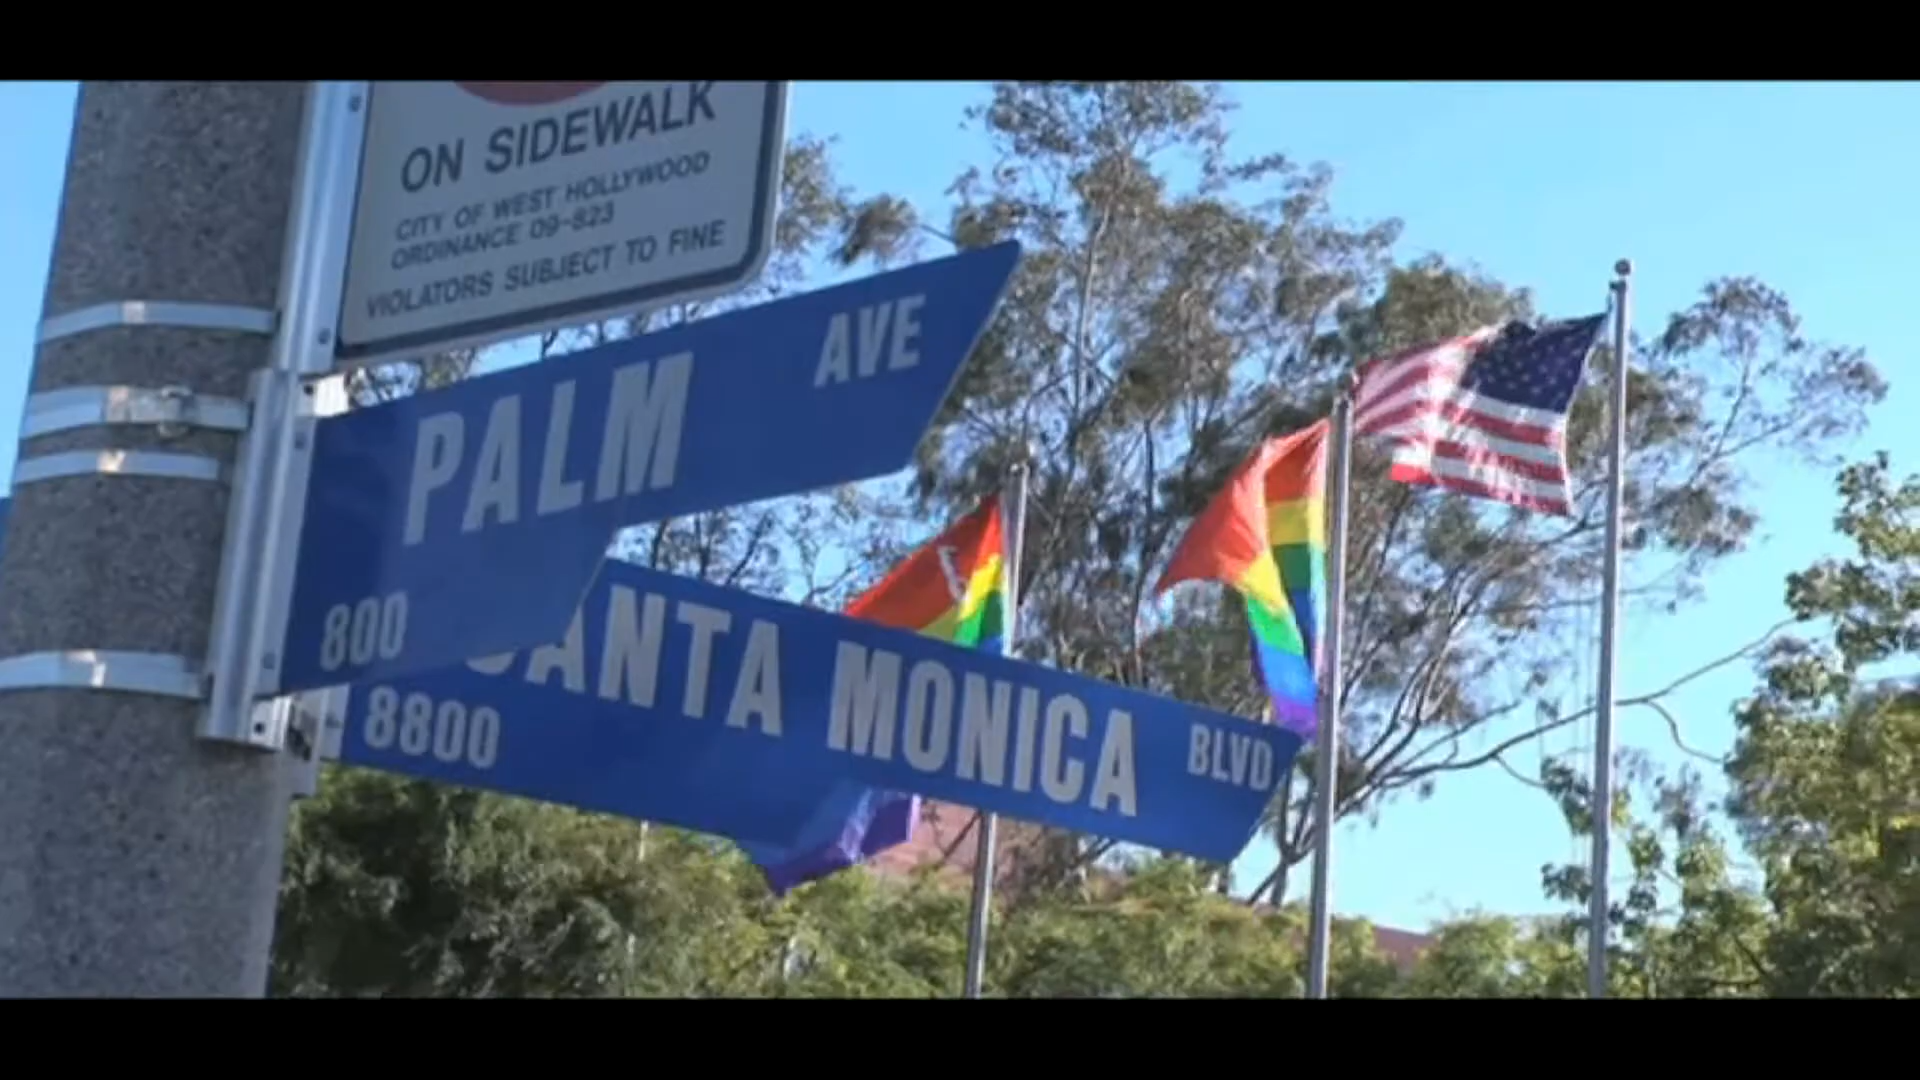 ON SIDEWALK
CITY OF WEST HOLLYWOOD
ORDINANCE 09-823
VIOLATORS SUBJECT TO FINE
PALM AVE
800
SANTA MONICA BLVD
8800